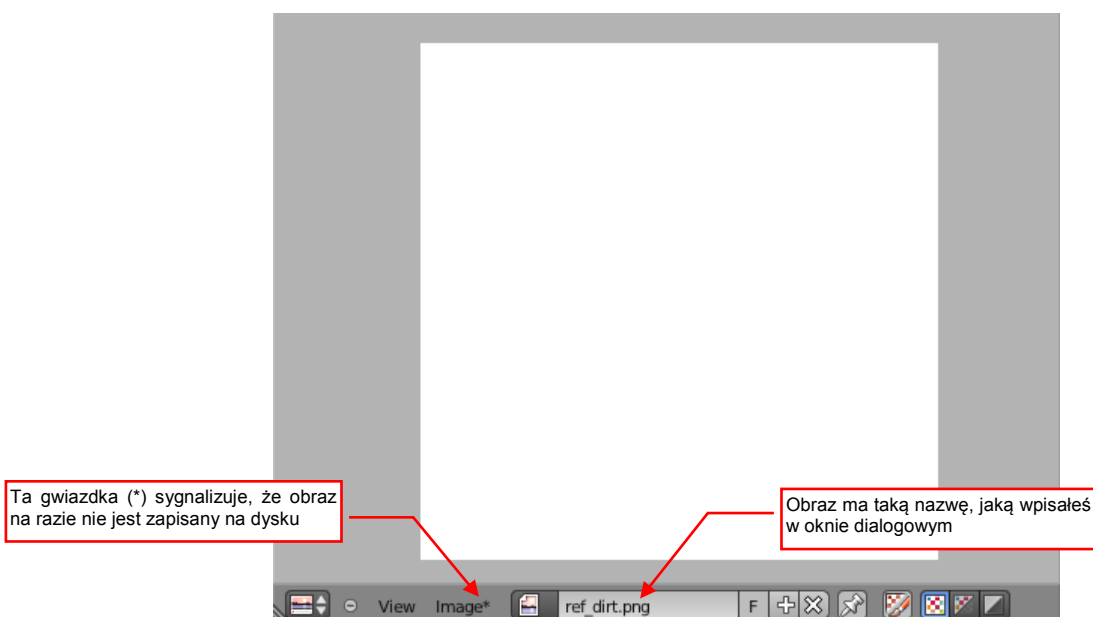 Ta gwiazdka (*) sygnalizuje, że obraz
na razie nie jest zapisany na dysku
Obraz ma taką nazwę, jaką wpisałeś
w oknie dialogowym
View Image* ref_dirt.png F